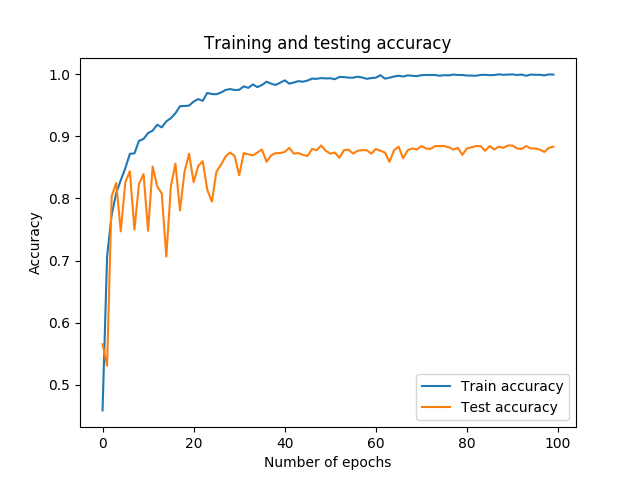 Training and testing accuracy
1.0
0.9
0.8
0.7
0.6
0.5
Accuracy
Train accuracy
Test accuracy
0 20 40 60 80 100
Number of epochs